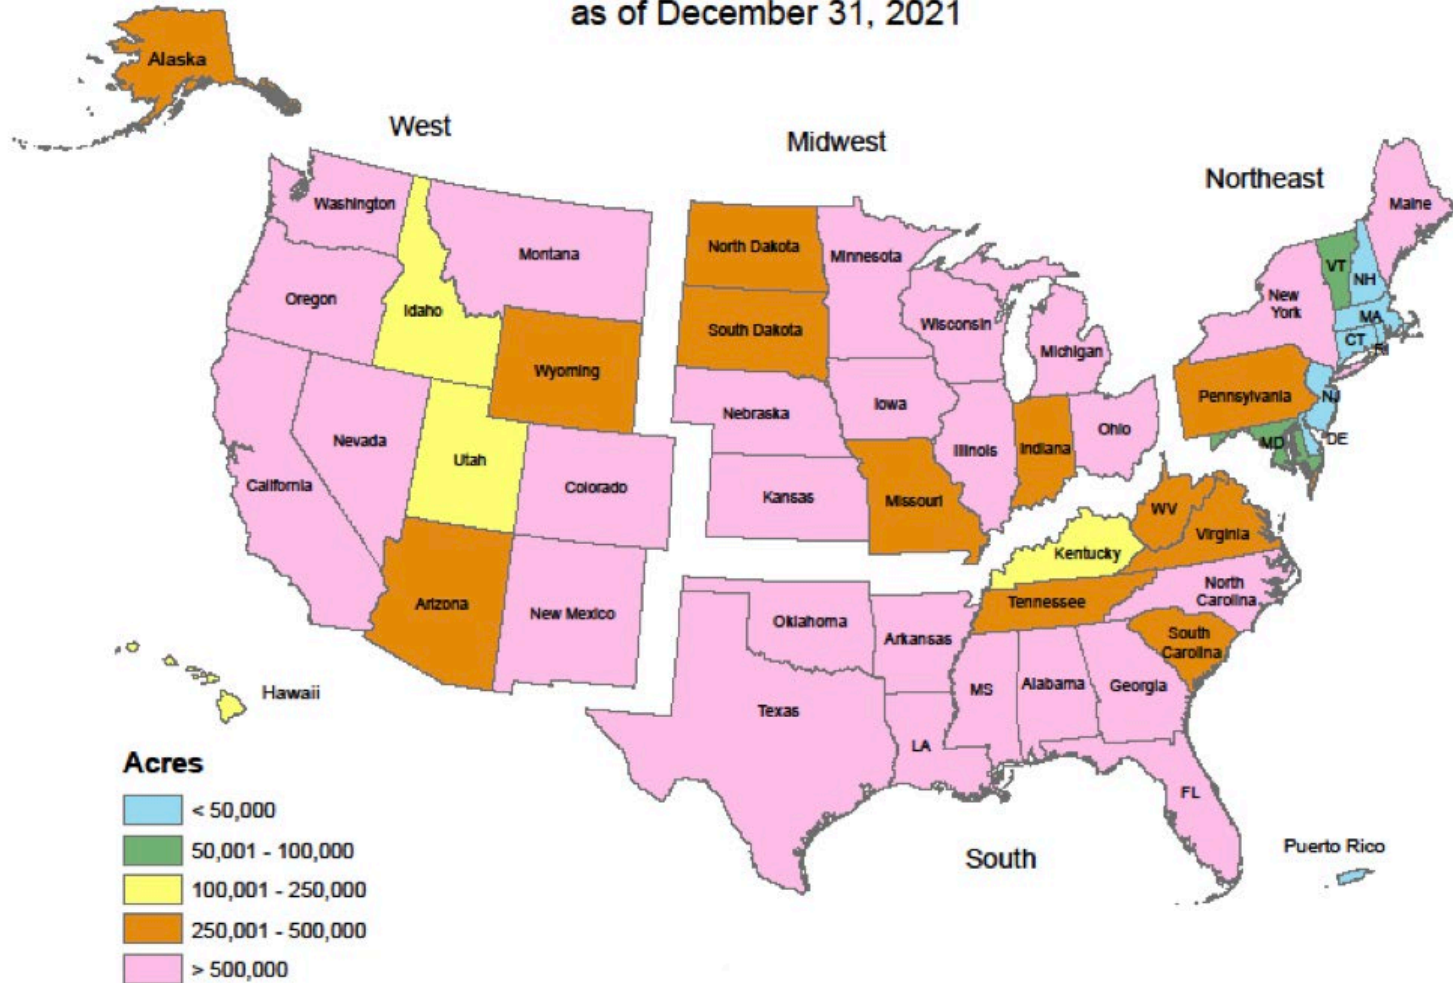 as of December 31, 2021
Alaska
West
Midwest
Northeast
Washington
Montana
Oregon
Idaho
Wyoming
Nevada
Utah
Colorado
California
Arizona
New Mexico
Hawaii
North Dakota
Minnesota
South Dakota
Wisconsin
Michigan
Nebraska
Iowa
Illinois
Indiana
Ohio
Kansas
Missouri
Maine
VT
NH
New
York
MA
CT
RI
Pennsylvania
NJ
MD
DE
WV
Virginia
Kentucky
Tennessee
North
Carolina
South
Carolina
Oklahoma
Arkansas
Texas
MS
Alabama
Georgia
LA
FL
South
Puerto Rico
Acres
< 50,000
50,001 - 100,000
100,001 - 250,000
250,001 - 500,000
> 500,000